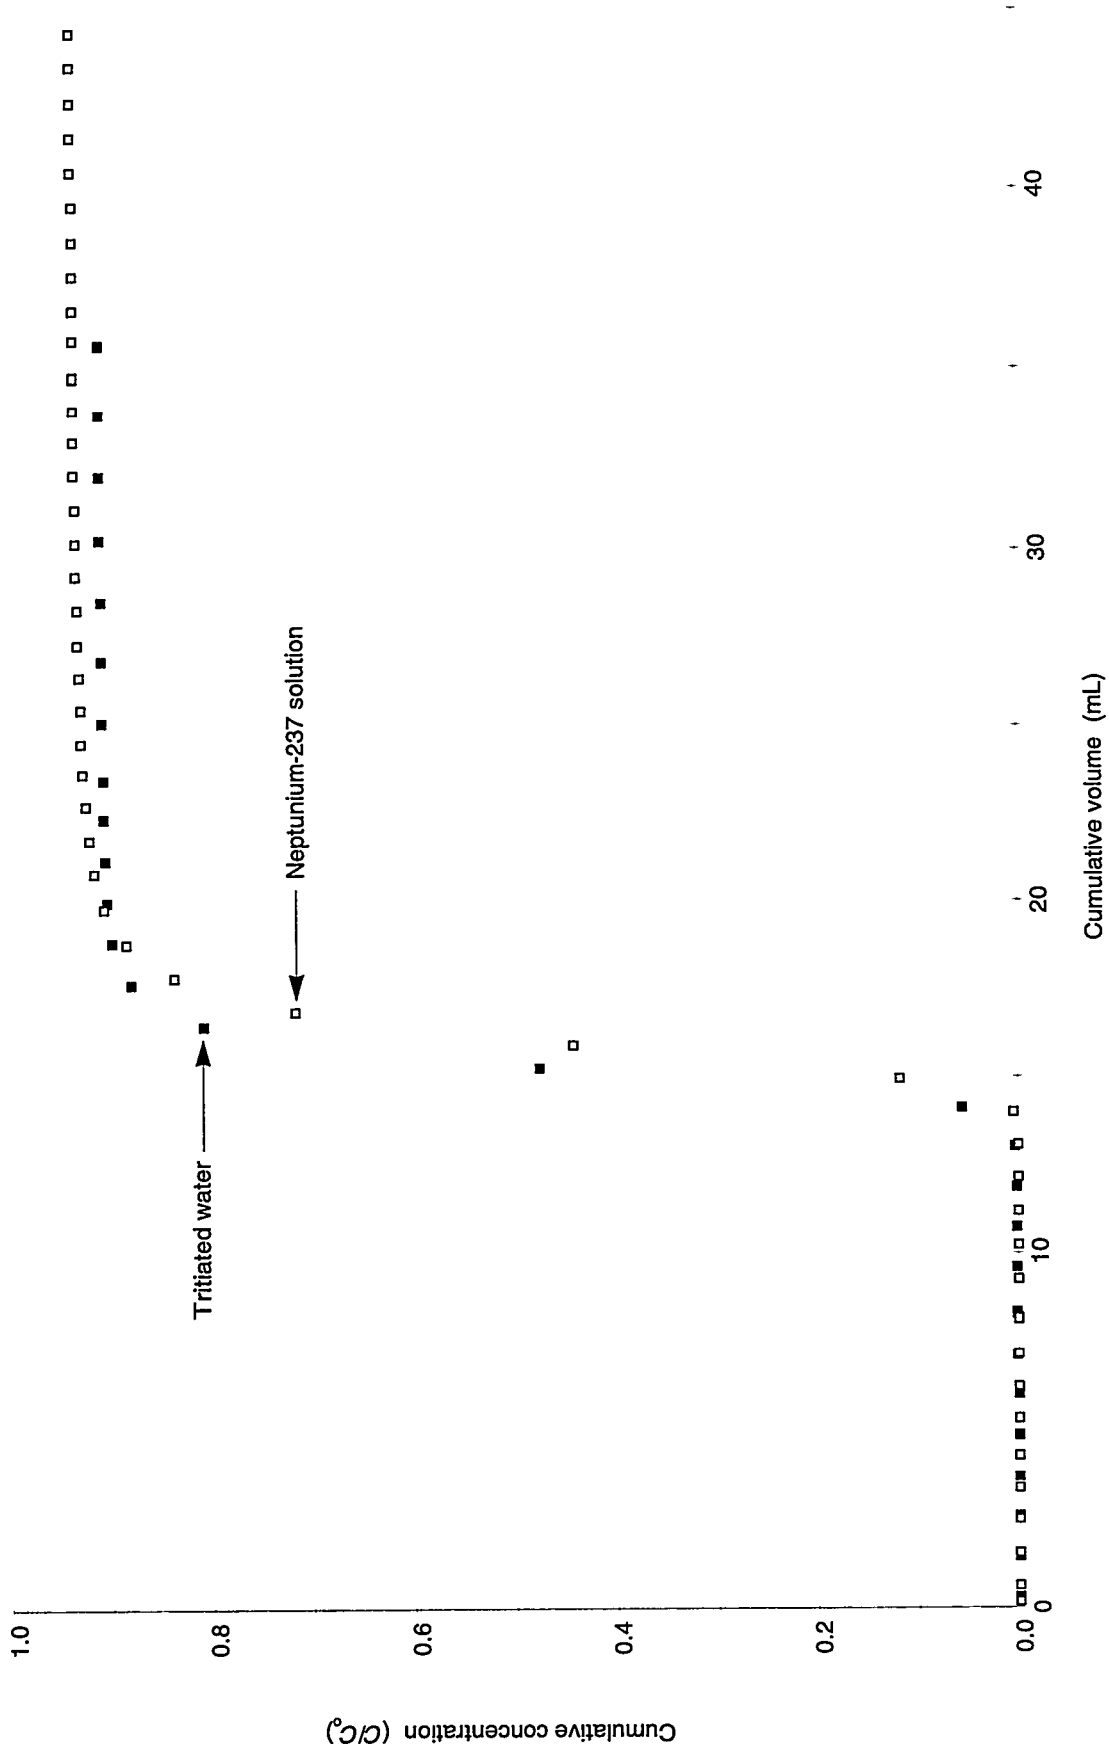 1.0
0.8
0.6
0.4
0.2
0.0
Cumulative concentration (C/Cₒ)
Tritiated water
Neptunium-237 solution
0
10
20
30
40
Cumulative volume (mL)